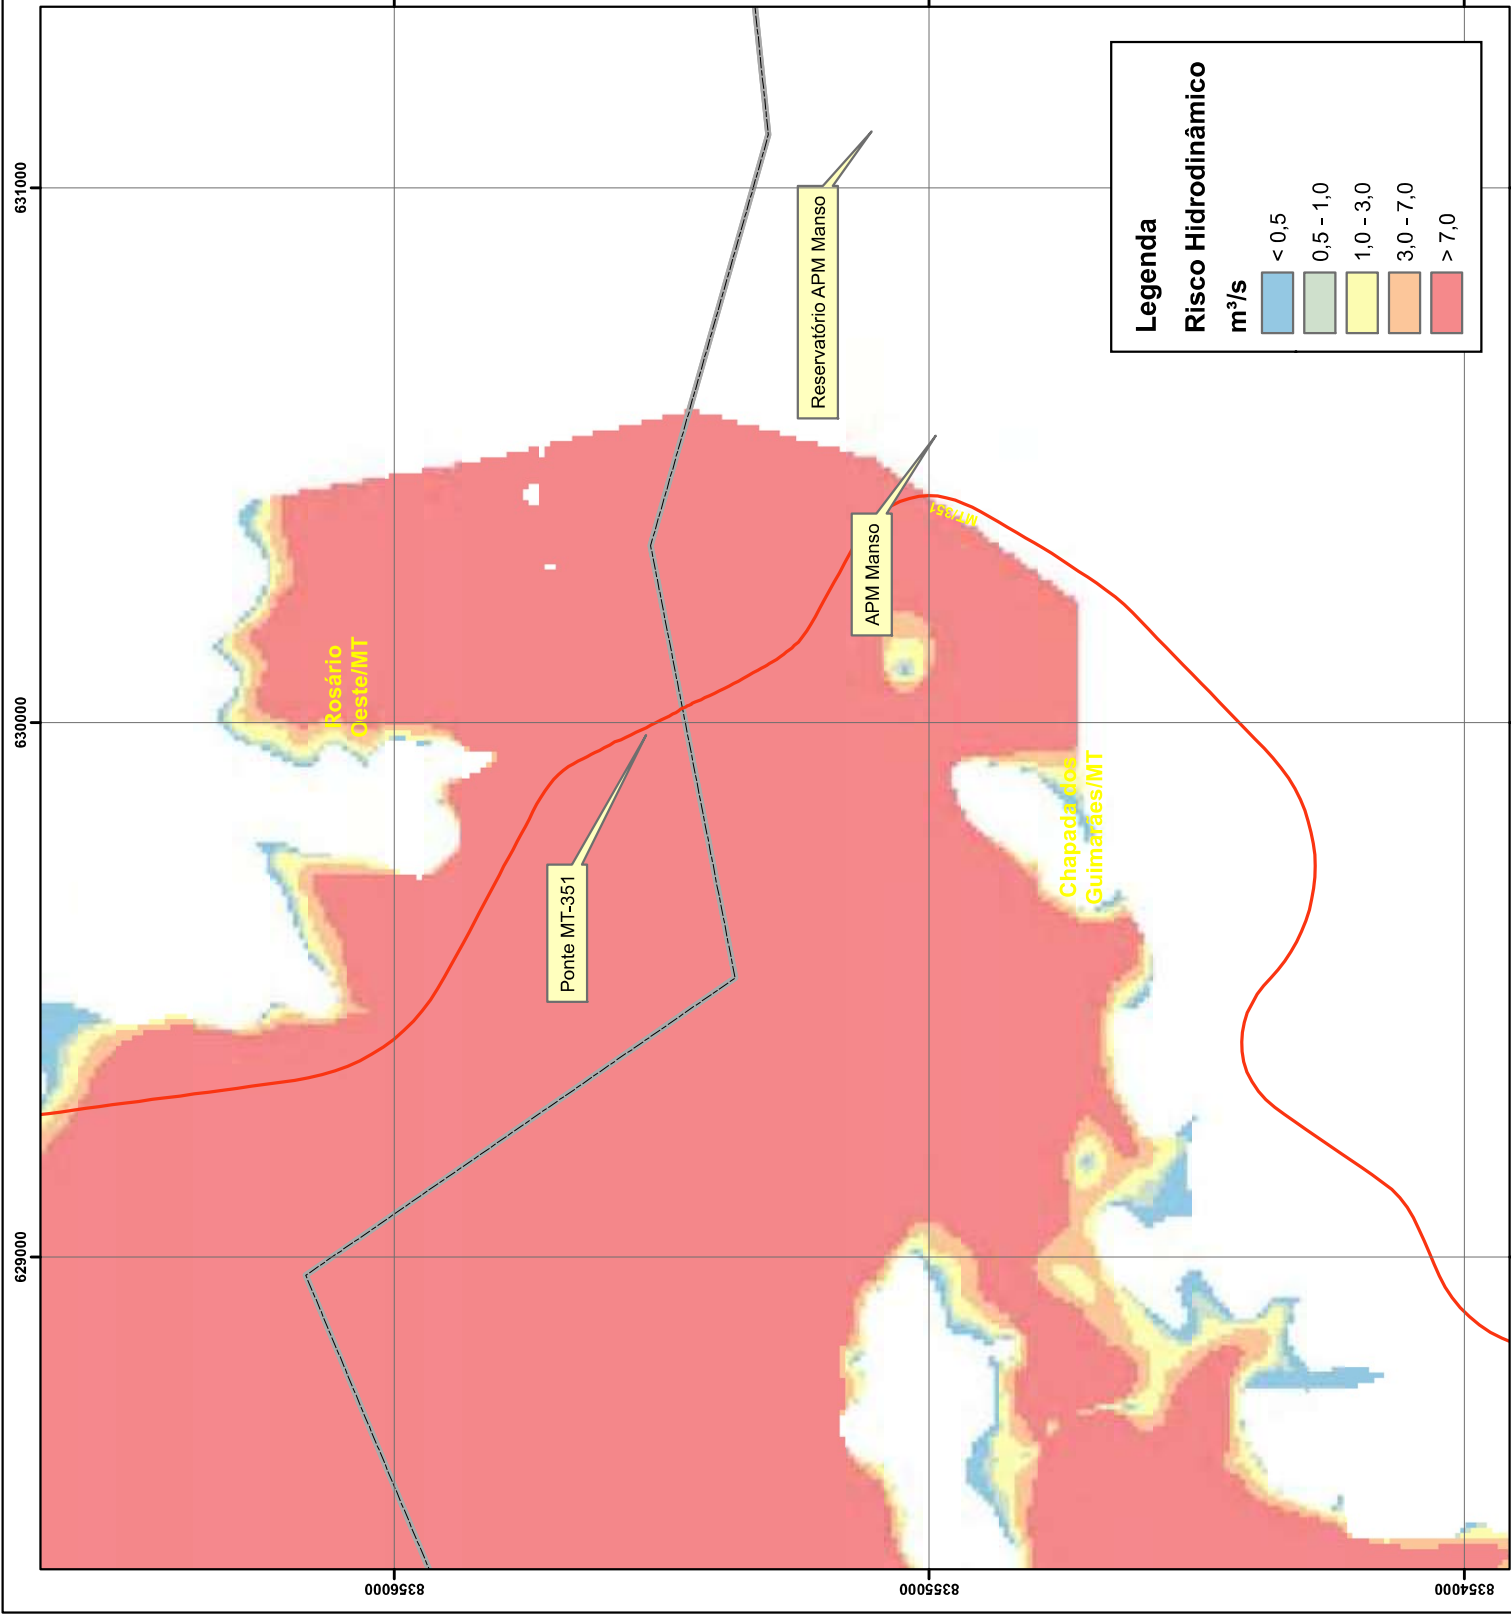 631000
630000
629000
8356000
8355000
8354000
Rosário
Oeste/MT
Ponte MT-351
Reservatório APM Manso
APM Manso
MT/351
Chapada dos
Guimarães/MT
Legenda
Risco Hidrodinâmico
m³/s
< 0,5
0,5 - 1,0
1,0 - 3,0
3,0 - 7,0
> 7,0